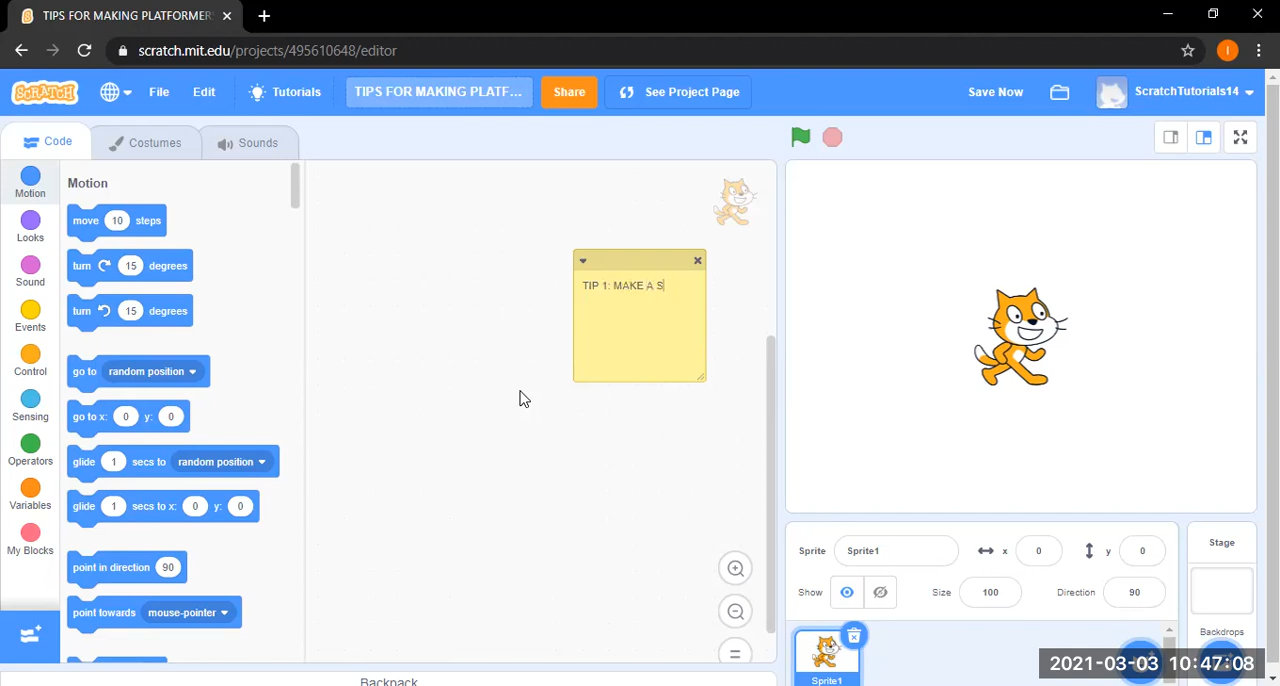 TIPS FOR MAKING PLATFORMER
scratch.mit.edu/projects/495610648/editor
I
SCRATCH File Edit Tutorials TIPS FOR MAKING PLATF... Share See Project Page Save Now ScratchTutorials14
Code Costumes Sounds
Motion
Looks
Sound
Events
Control
Sensing
Operators
Variables
My Blocks
Motion
move 10 steps
turn 15 degrees
turn 15 degrees
go to random position
go to x: 0 y: 0
glide 1 secs to random position
glide 1 secs to x: 0 y: 0
point in direction 90
point towards mouse-pointer
TIP 1: MAKE A S
Backpack
Sprite Sprite1 x 0 y 0
Show Size 100 Direction 90
Sprite1
Stage
Backdrops
2021-03-03 10:47:08